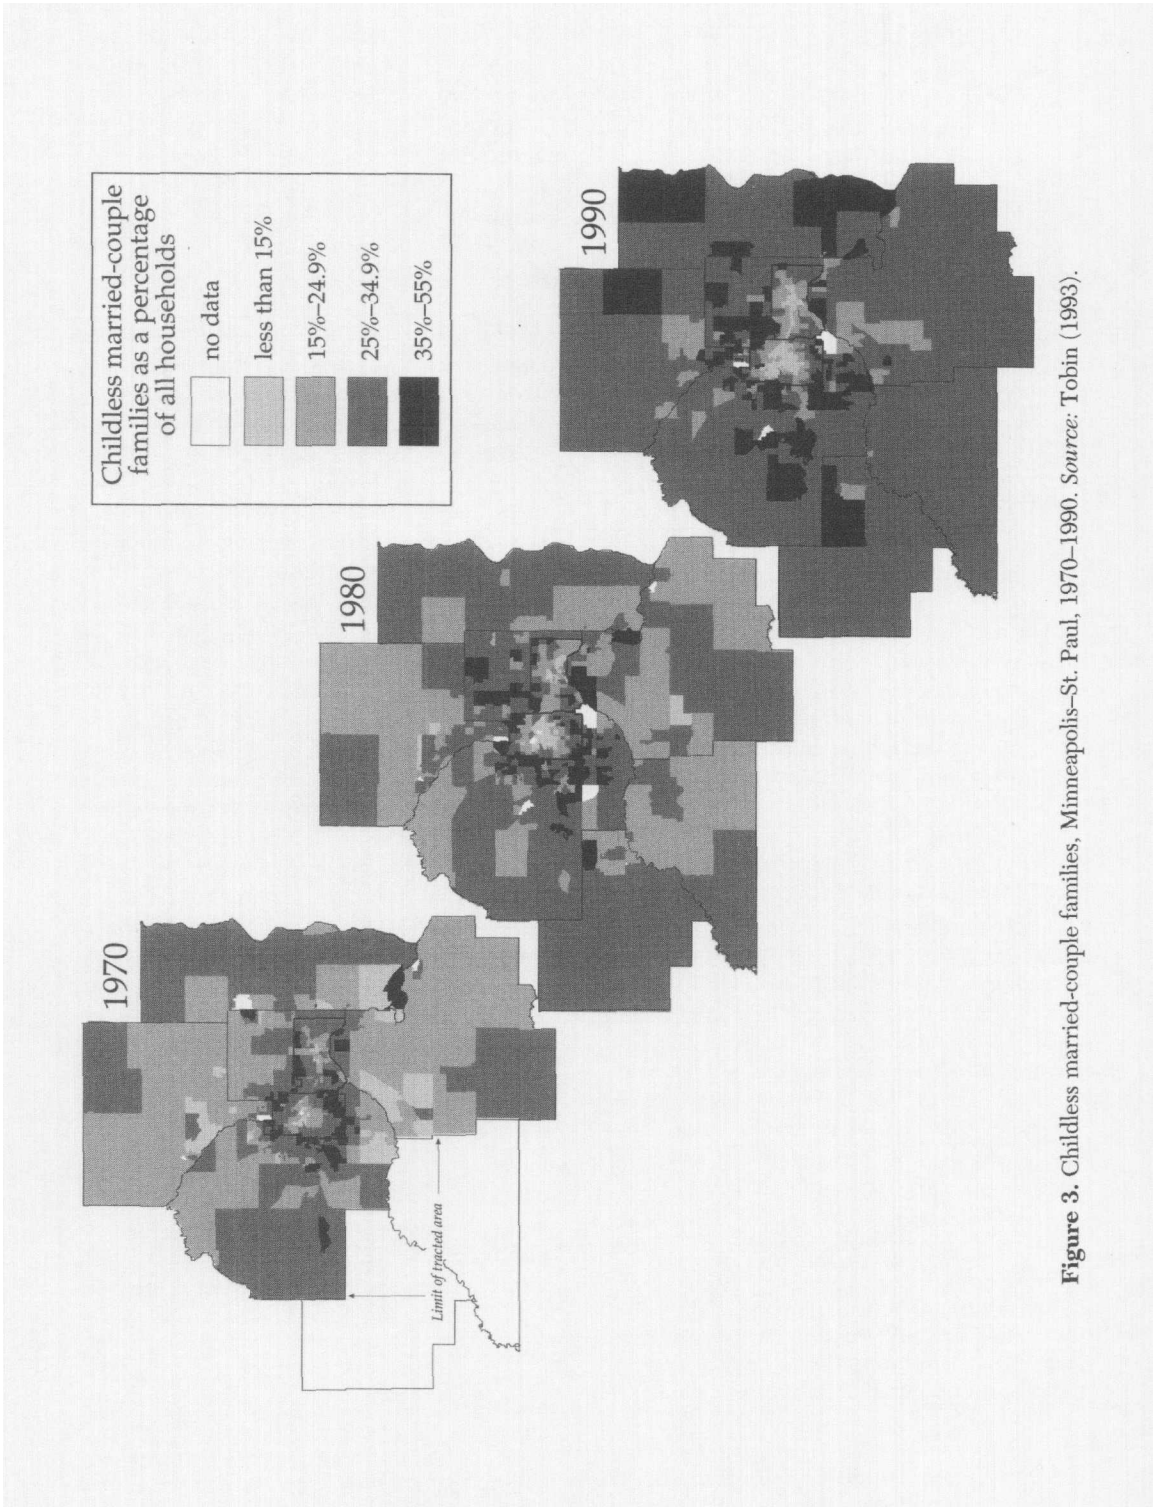 1970
Limit of tracted area
1980
Childless married-couple
families as a percentage
of all households
no data
less than 15%
15%–24.9%
25%–34.9%
35%–55%
1990
Figure 3. Childless married-couple families, Minneapolis–St. Paul, 1970–1990. Source: Tobin (1993).